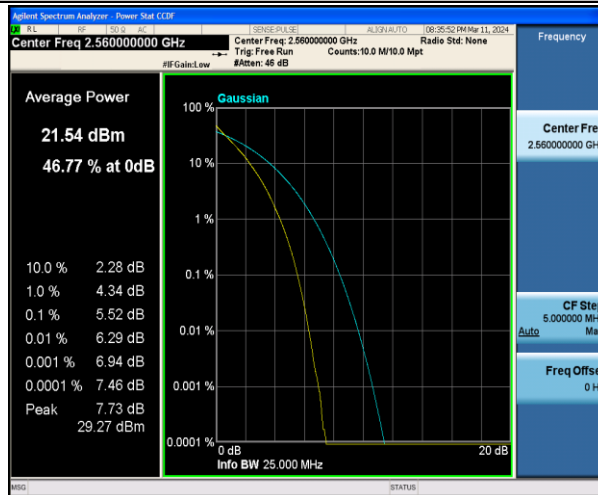 Agilent Spectrum Analyzer - Power Stat CCDF
RL RF 50 Ω AC SENSE:PULSE ALIGNAUTO 08:35:52 PM Mar 11, 2024
Center Freq 2.560000000 GHz
Center Freq: 2.560000000 GHz Radio Std: None
Trig: Free Run Counts:10.0 M/10.0 Mpt
#IFGain:Low #Atten: 46 dB
Frequency
Average Power
21.54 dBm
46.77 % at 0dB
10.0 % 2.28 dB
1.0 % 4.34 dB
0.1 % 5.52 dB
0.01 % 6.29 dB
0.001 % 6.94 dB
0.0001 % 7.46 dB
Peak 7.73 dB
29.27 dBm
Gaussian
100 %
10 %
1 %
0.1 %
0.01 %
0.001 %
0.0001 %
0 dB 20 dB
Info BW 25.000 MHz
Center Fre
2.560000000 GH
CF Ste
5.000000 MH
Auto Ma
Freq Offse
0 H
MSG STATUS